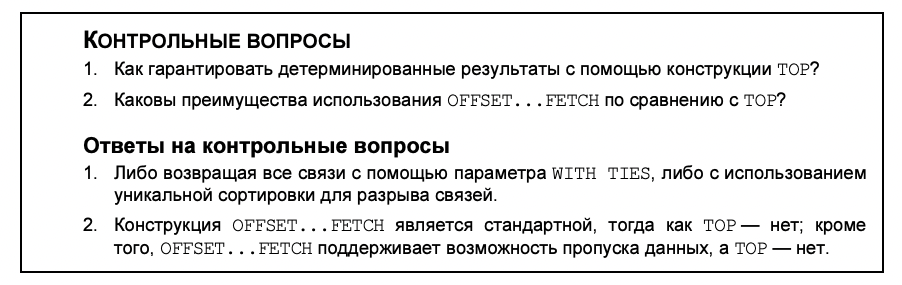 КОНТРОЛЬНЫЕ ВОПРОСЫ
1. Как гарантировать детерминированные результаты с помощью конструкции TOP?
2. Каковы преимущества использования OFFSET...FETCH по сравнению с TOP?
Ответы на контрольные вопросы
1. Либо возвращая все связи с помощью параметра WITH TIES, либо с использованием
уникальной сортировки для разрыва связей.
2. Конструкция OFFSET...FETCH является стандартной, тогда как TOP — нет; кроме
того, OFFSET...FETCH поддерживает возможность пропуска данных, а TOP — нет.